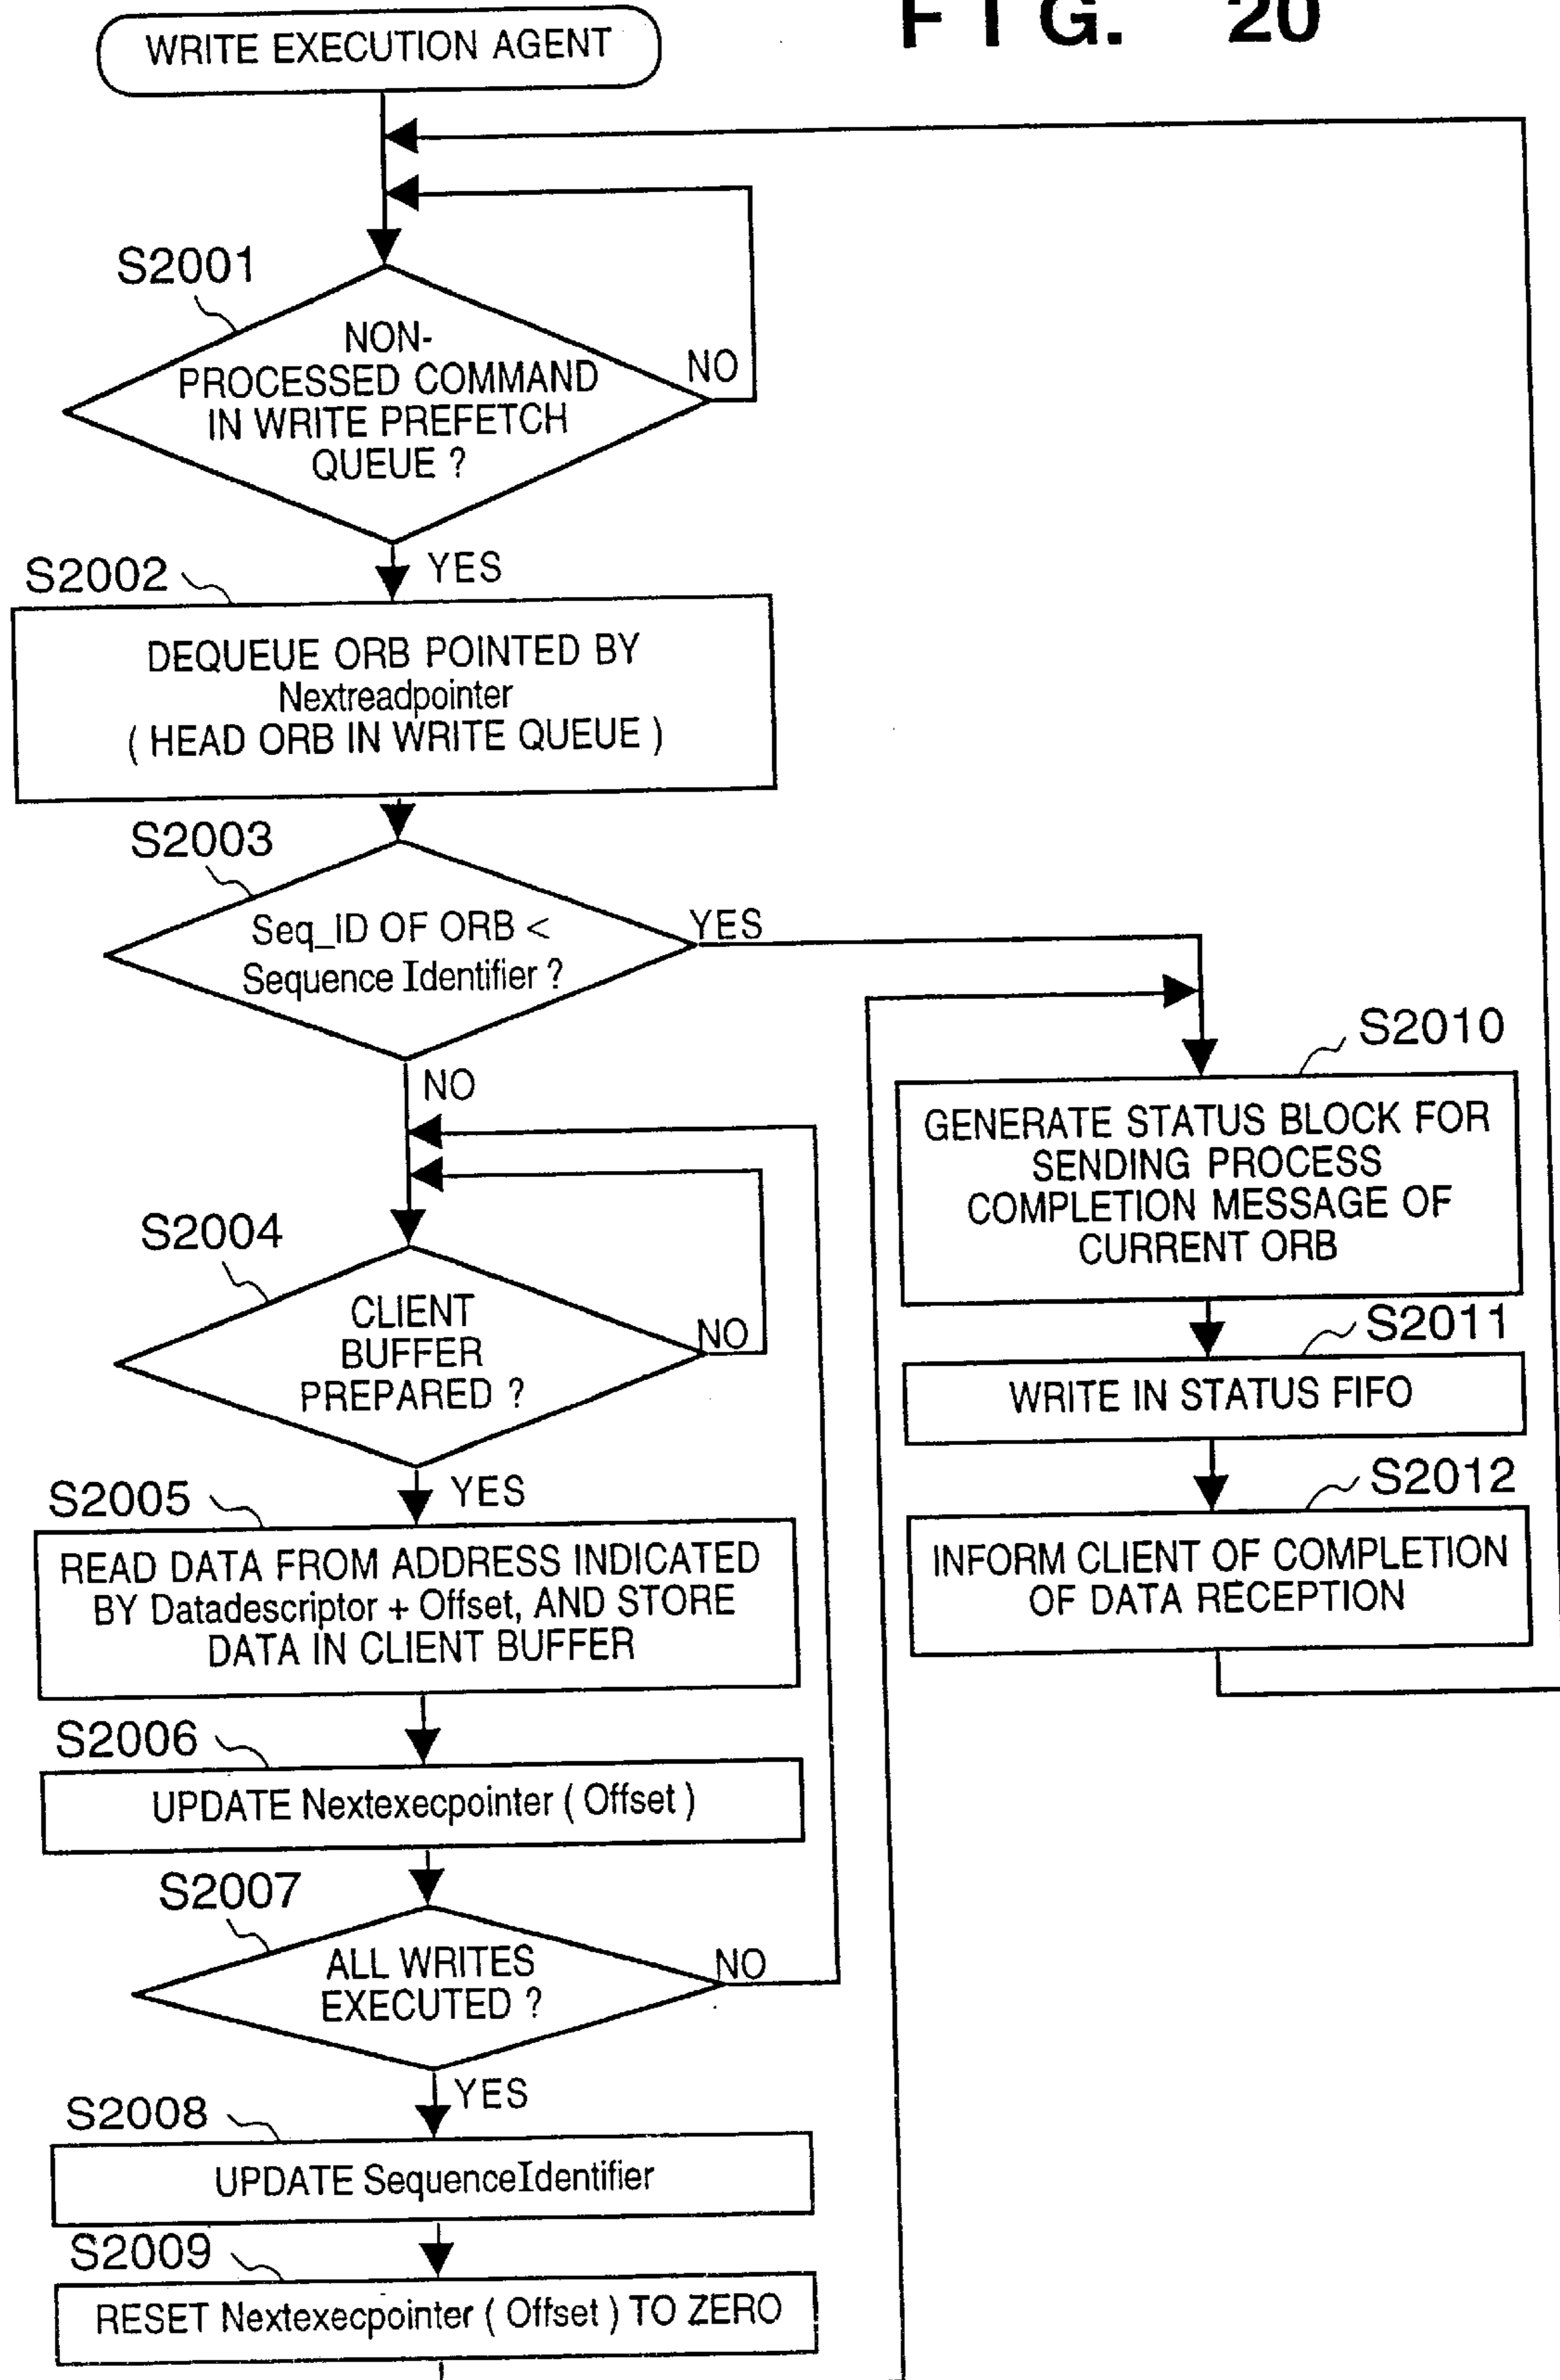 FIG. 20
WRITE EXECUTION AGENT
S2001
NON-
PROCESSED COMMAND
IN WRITE PREFETCH
QUEUE ?
NO
YES
S2002
DEQUEUE ORB POINTED BY
Nextreadpointer
( HEAD ORB IN WRITE QUEUE )
S2003
Seq_ID OF ORB <
Sequence Identifier ?
YES
NO
S2004
CLIENT
BUFFER
PREPARED ?
NO
YES
S2005
READ DATA FROM ADDRESS INDICATED
BY Datadescriptor + Offset, AND STORE
DATA IN CLIENT BUFFER
S2006
UPDATE Nextexecpointer ( Offset )
S2007
ALL WRITES
EXECUTED ?
NO
YES
S2008
UPDATE SequenceIdentifier
S2009
RESET Nextexecpointer ( Offset ) TO ZERO
S2010
GENERATE STATUS BLOCK FOR
SENDING PROCESS
COMPLETION MESSAGE OF
CURRENT ORB
S2011
WRITE IN STATUS FIFO
S2012
INFORM CLIENT OF COMPLETION
OF DATA RECEPTION